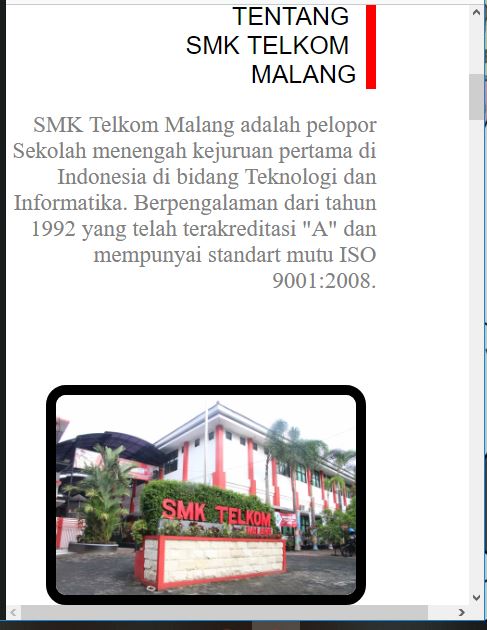 TENTANG
SMK TELKOM
MALANG
SMK Telkom Malang adalah pelopor
Sekolah menengah kejuruan pertama di
Indonesia di bidang Teknologi dan
Informatika. Berpengalaman dari tahun
1992 yang telah terakreditasi "A" dan
mempunyai standart mutu ISO
9001:2008.
SMK TELKOM
MALANG